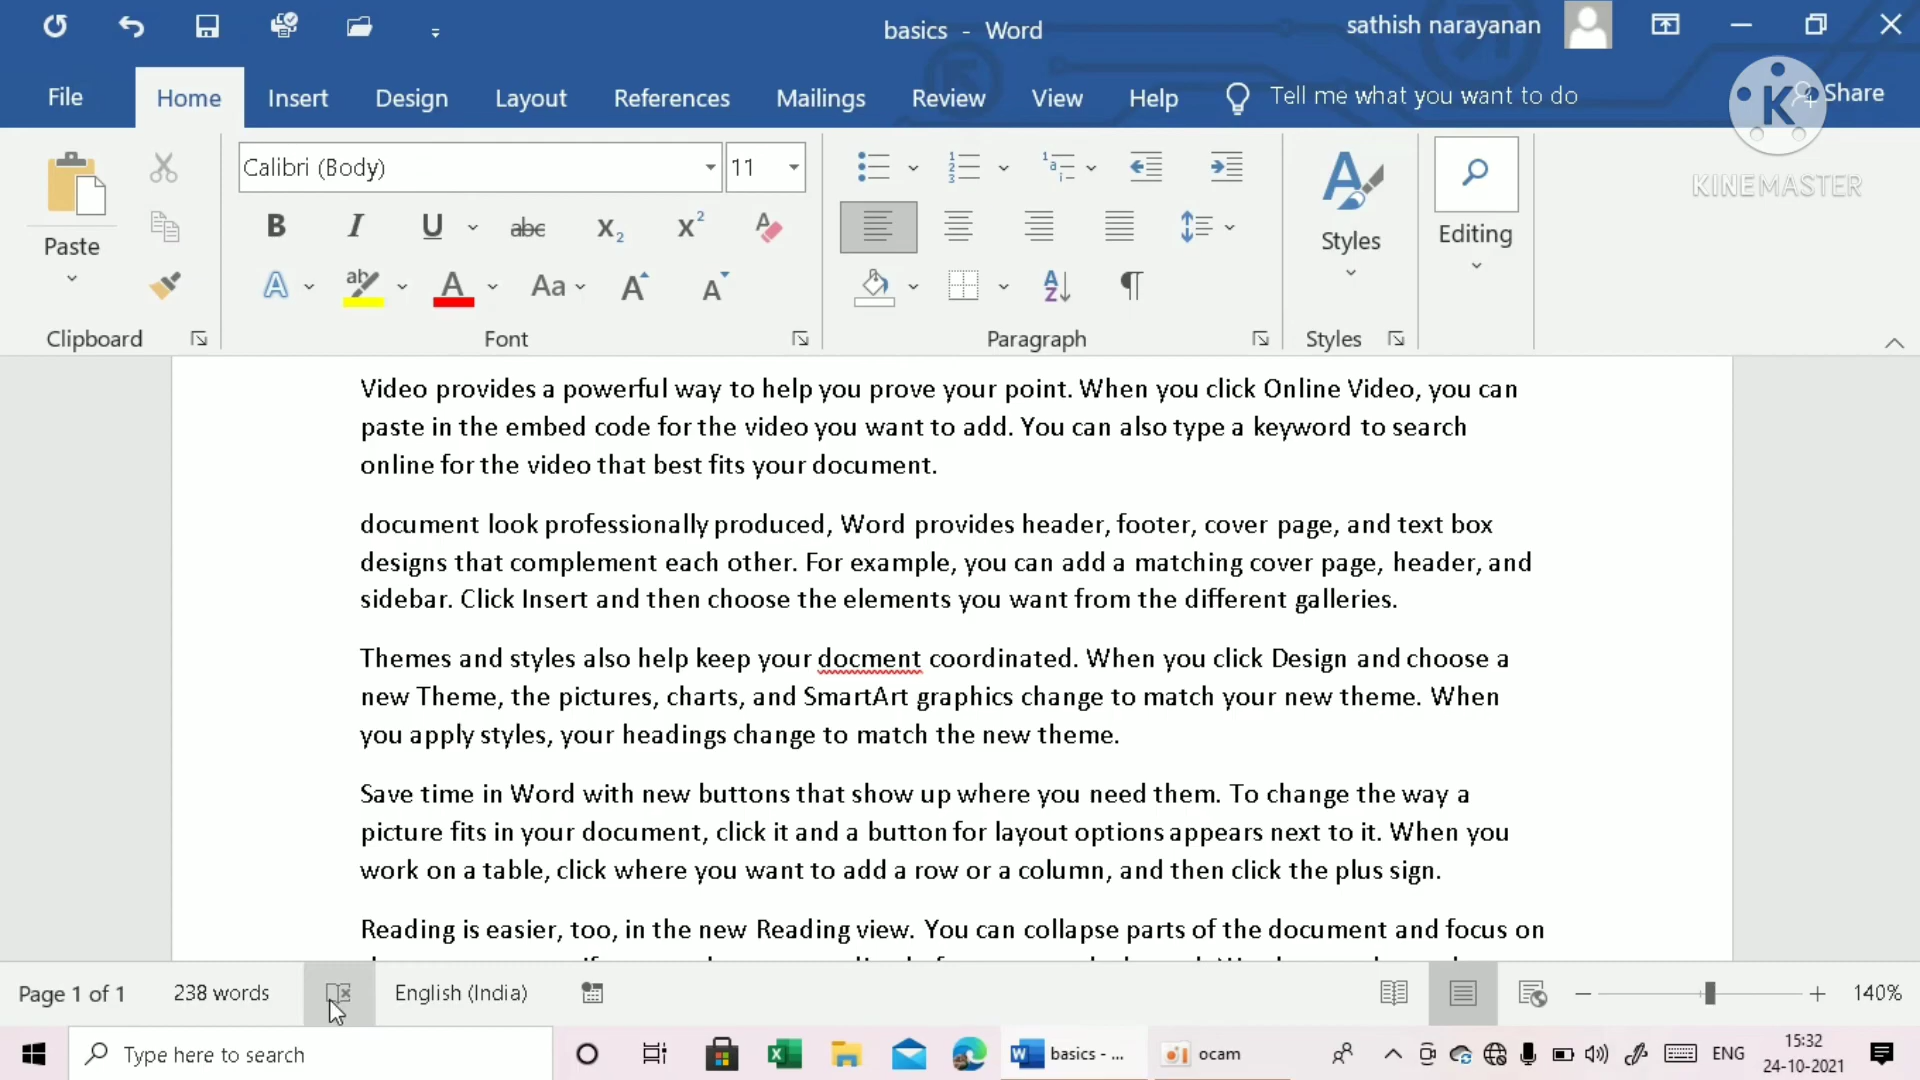 basics - Word
sathish narayanan
File
Home
Insert
Design
Layout
References
Mailings
Review
View
Help
Tell me what you want to do
Share
K
KINEMASTER
Paste
Clipboard
Calibri (Body)
11
B I U abc X2 X2
A ab A Aa A A
Font
Paragraph
Styles
Styles
Editing
Video provides a powerful way to help you prove your point. When you click Online Video, you can
paste in the embed code for the video you want to add. You can also type a keyword to search
online for the video that best fits your document.
document look professionally produced, Word provides header, footer, cover page, and text box
designs that complement each other. For example, you can add a matching cover page, header, and
sidebar. Click Insert and then choose the elements you want from the different galleries.
Themes and styles also help keep your docment coordinated. When you click Design and choose a
new Theme, the pictures, charts, and SmartArt graphics change to match your new theme. When
you apply styles, your headings change to match the new theme.
Save time in Word with new buttons that show up where you need them. To change the way a
picture fits in your document, click it and a button for layout options appears next to it. When you
work on a table, click where you want to add a row or a column, and then click the plus sign.
Reading is easier, too, in the new Reading view. You can collapse parts of the document and focus on
Page 1 of 1
238 words
English (India)
140%
Type here to search
basics - ...
ocam
ENG
15:32
24-10-2021